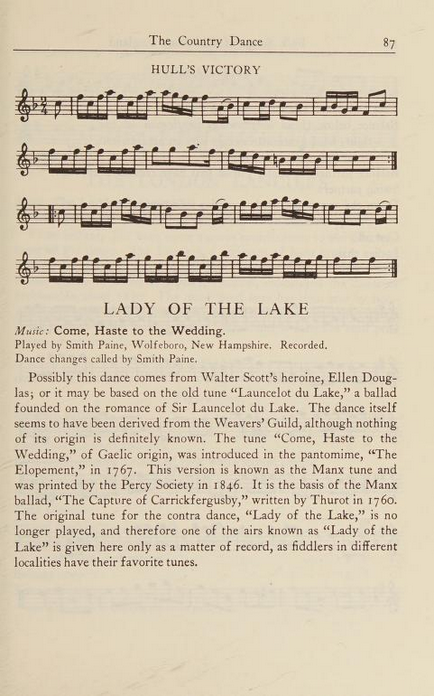 The Country Dance 87
HULL'S VICTORY
LADY OF THE LAKE
Music: Come, Haste to the Wedding.
Played by Smith Paine, Wolfeboro, New Hampshire. Recorded.
Dance changes called by Smith Paine.
Possibly this dance comes from Walter Scott's heroine, Ellen Doug-
las; or it may be based on the old tune "Launcelot du Lake," a ballad
founded on the romance of Sir Launcelot du Lake. The dance itself
seems to have been derived from the Weavers' Guild, although nothing
of its origin is definitely known. The tune "Come, Haste to the
Wedding," of Gaelic origin, was introduced in the pantomime, "The
Elopement," in 1767. This version is known as the Manx tune and
was printed by the Percy Society in 1846. It is the basis of the Manx
ballad, "The Capture of Carrickfergusby," written by Thurot in 1760.
The original tune for the contra dance, "Lady of the Lake," is no
longer played, and therefore one of the airs known as "Lady of the
Lake" is given here only as a matter of record, as fiddlers in different
localities have their favorite tunes.